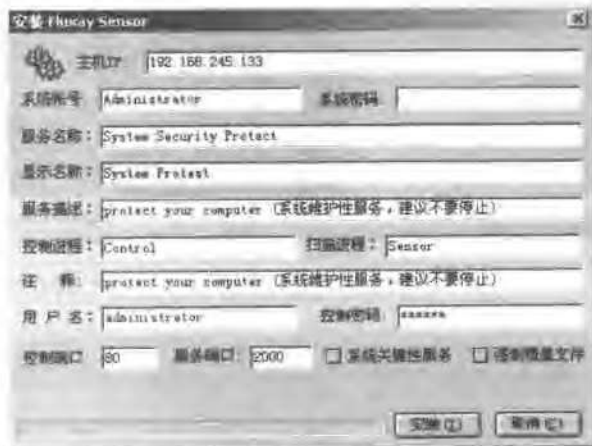 安装 Fluxay Sensor
主机IP: 192.168.245.133
系统帐号 Administrator 系统密码
服务名称： System Security Protect
显示名称： System Protest
服务描述： protect your computer （系统维护性服务，建议不要停止）
控制进程： Control 扫描进程： Sensor
注 释： protect your computer （系统维护性服务，建议不要停止）
用 户 名： administrator 控制密码： ******
控制端口 80 服务端口： 2000 系统关键性服务 强制覆盖文件
安装(I) 取消(C)